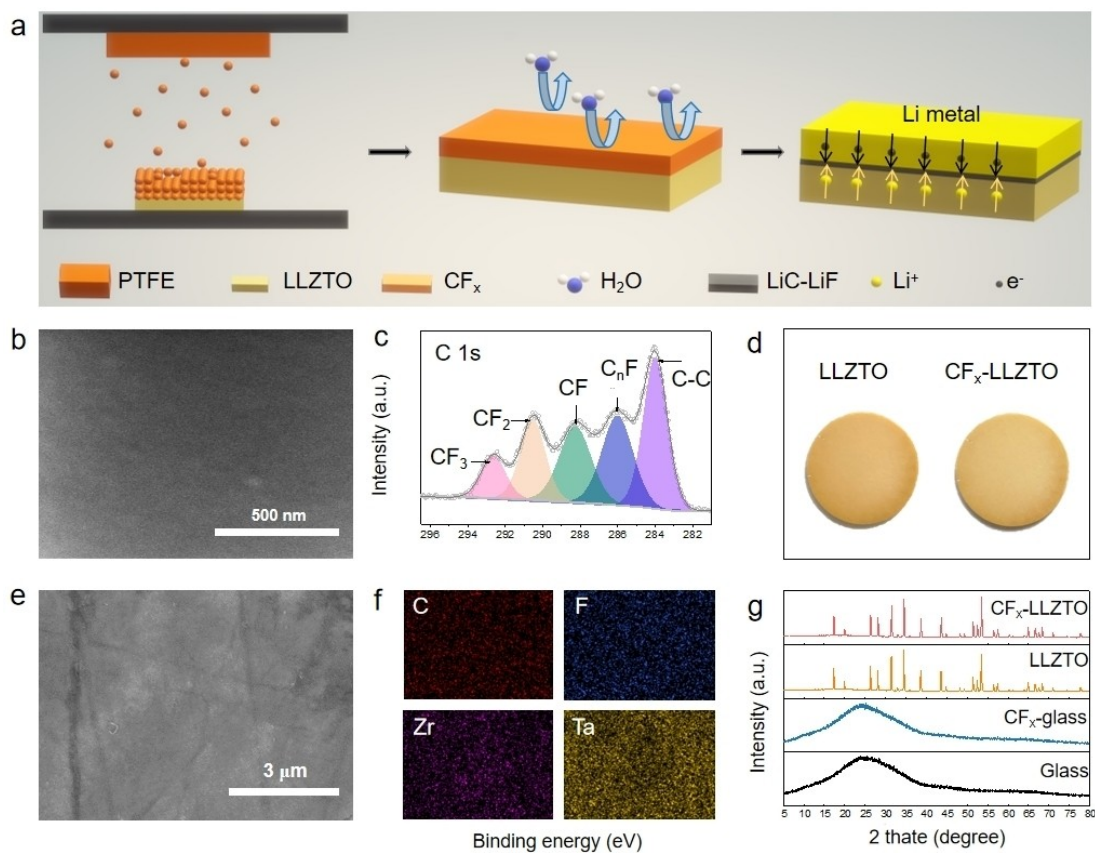 a
Li metal
PTFE
LLZTO
CFₓ
H₂O
LiC-LiF
Li⁺
e⁻
b
500 nm
c
C 1s
CF₃
CF₂
CF
CₙF
C-C
Intensity (a.u.)
296 294 292 290 288 286 284 282
d
LLZTO
CFₓ-LLZTO
e
3 μm
f
C
F
Zr
Ta
Binding energy (eV)
g
CFₓ-LLZTO
LLZTO
CFₓ-glass
Glass
Intensity (a.u.)
5 10 15 20 25 30 35 40 45 50 55 60 65 70 75 80
2 thate (degree)